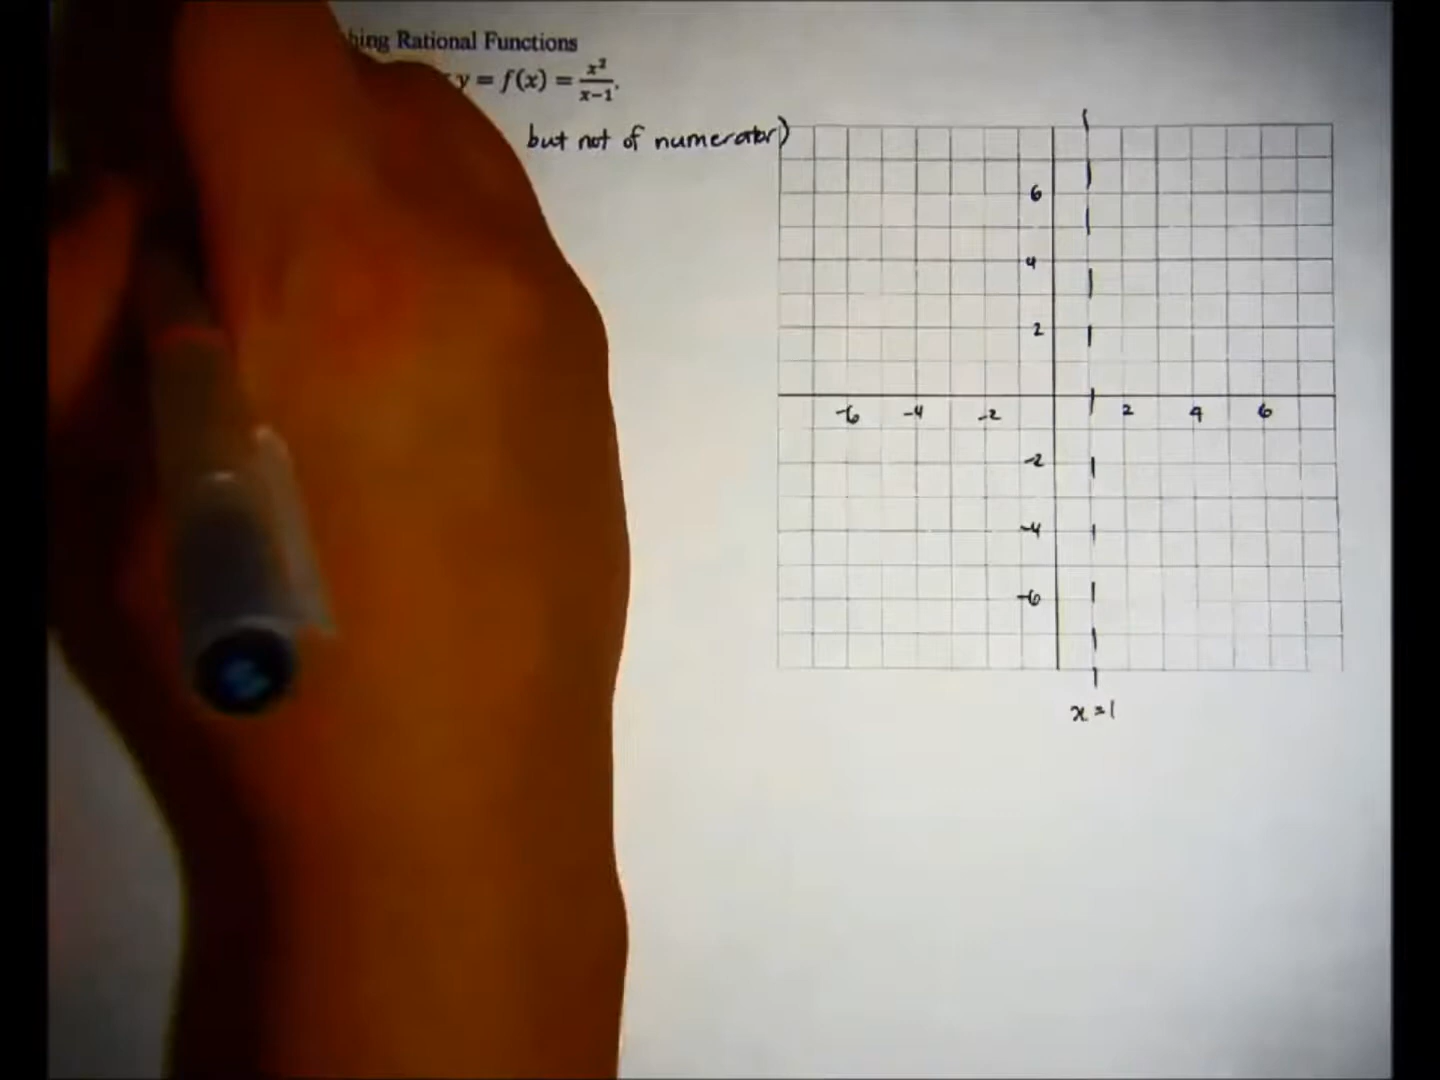 Rational Functions
y = f(x) = x²/x−1.
but not of numerator)
6
4
2
-6 -4 -2 2 4 6
-2
-4
-6
x=1